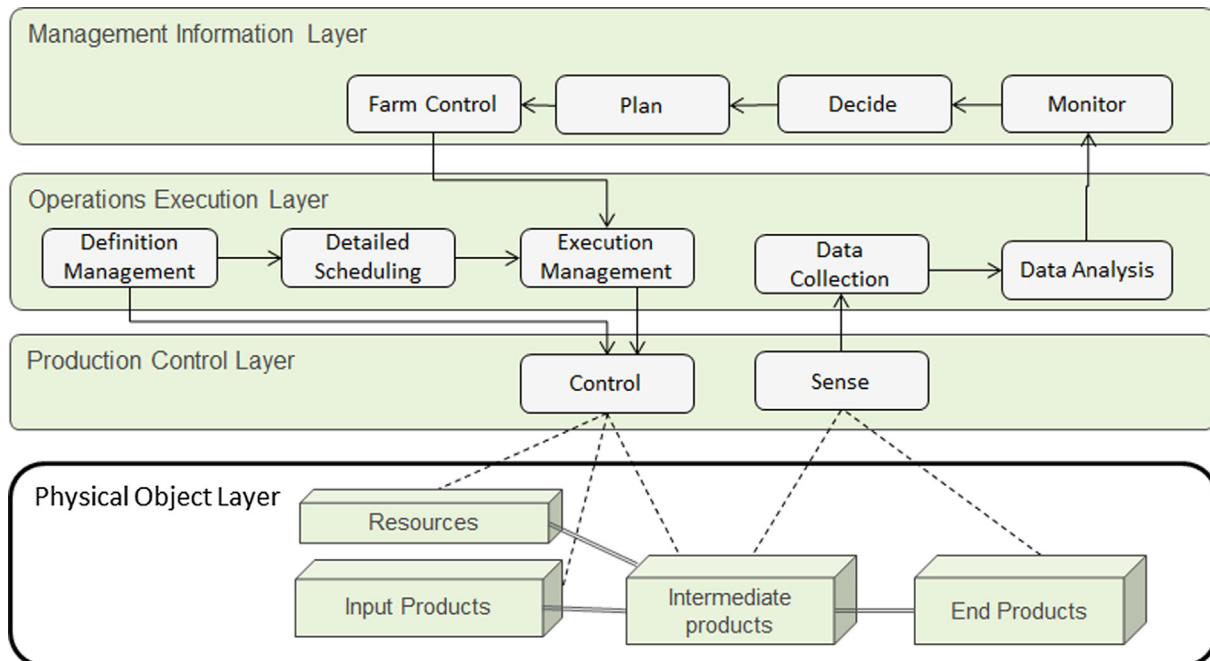 Management Information Layer
Farm Control
Plan
Decide
Monitor
Operations Execution Layer
Definition
Management
Detailed
Scheduling
Execution
Management
Data
Collection
Data Analysis
Production Control Layer
Control
Sense
Physical Object Layer
Resources
Input Products
Intermediate
products
End Products